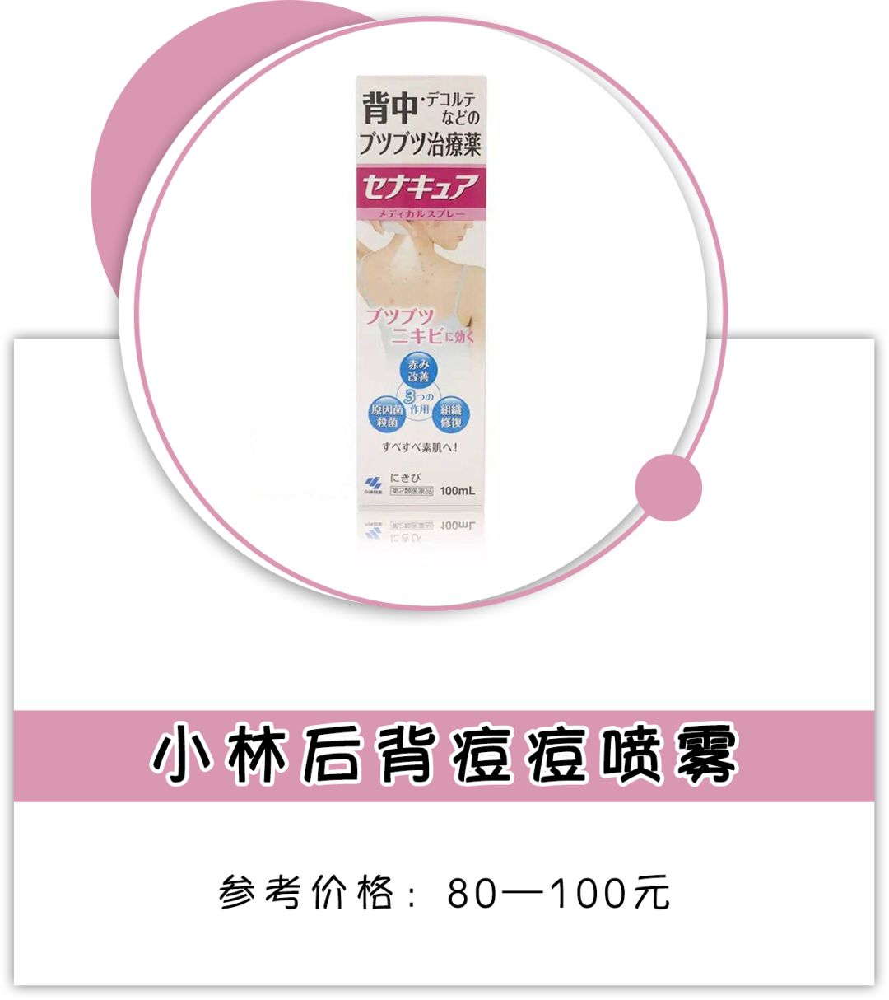 背中・デコルテ
などの
ブツブツ治療薬
セナキュア
メディカルスプレー
ブツブツ
ニキビに効く
赤み
改善
3つの
作用
原因菌
殺菌
組織
修復
すべすべ素肌へ!
にきび
小林製薬
第2類医薬品 100mL
小林后背痘痘喷雾
参考价格：80—100元